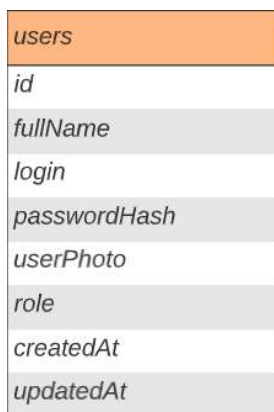 users
id
fullName
login
passwordHash
userPhoto
role
createdAt
updatedAt